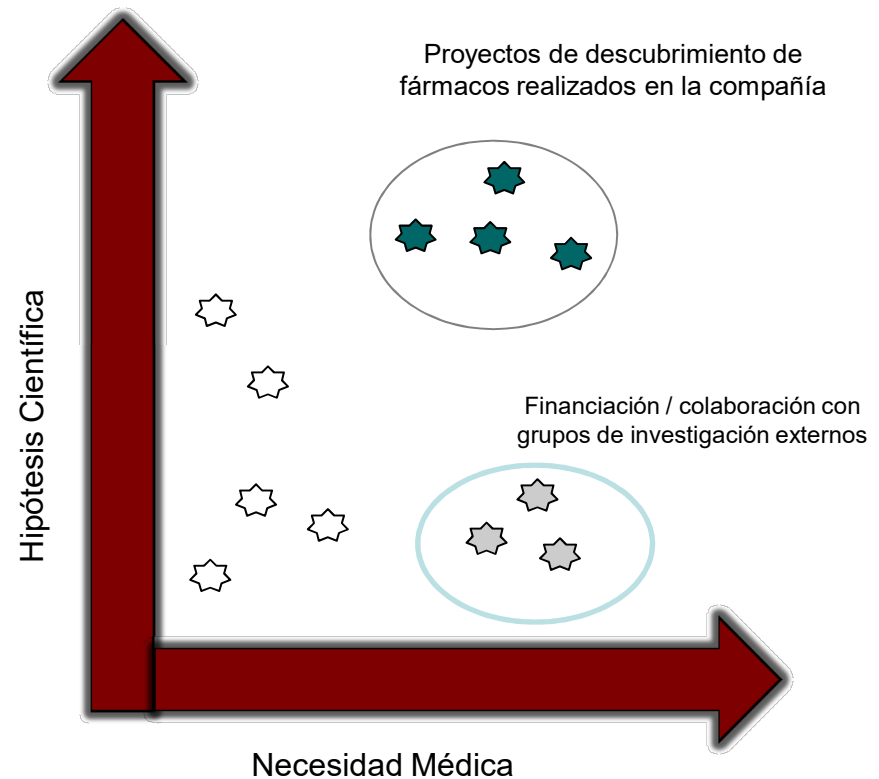 Proyectos de descubrimiento de
fármacos realizados en la compañía
Hipótesis Científica
Financiación / colaboración con
grupos de investigación externos
Necesidad Médica